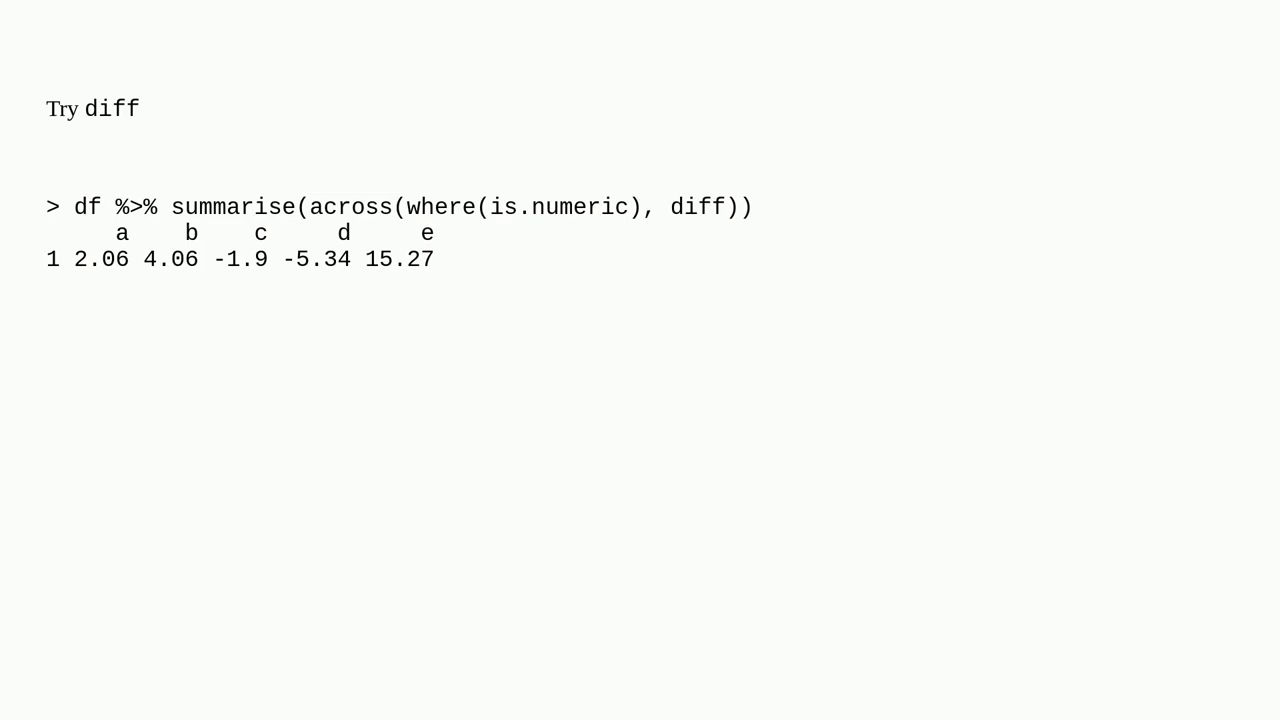 Try diff
> df %>% summarise(across(where(is.numeric), diff))
     a    b    c     d     e
1 2.06 4.06 -1.9 -5.34 15.27